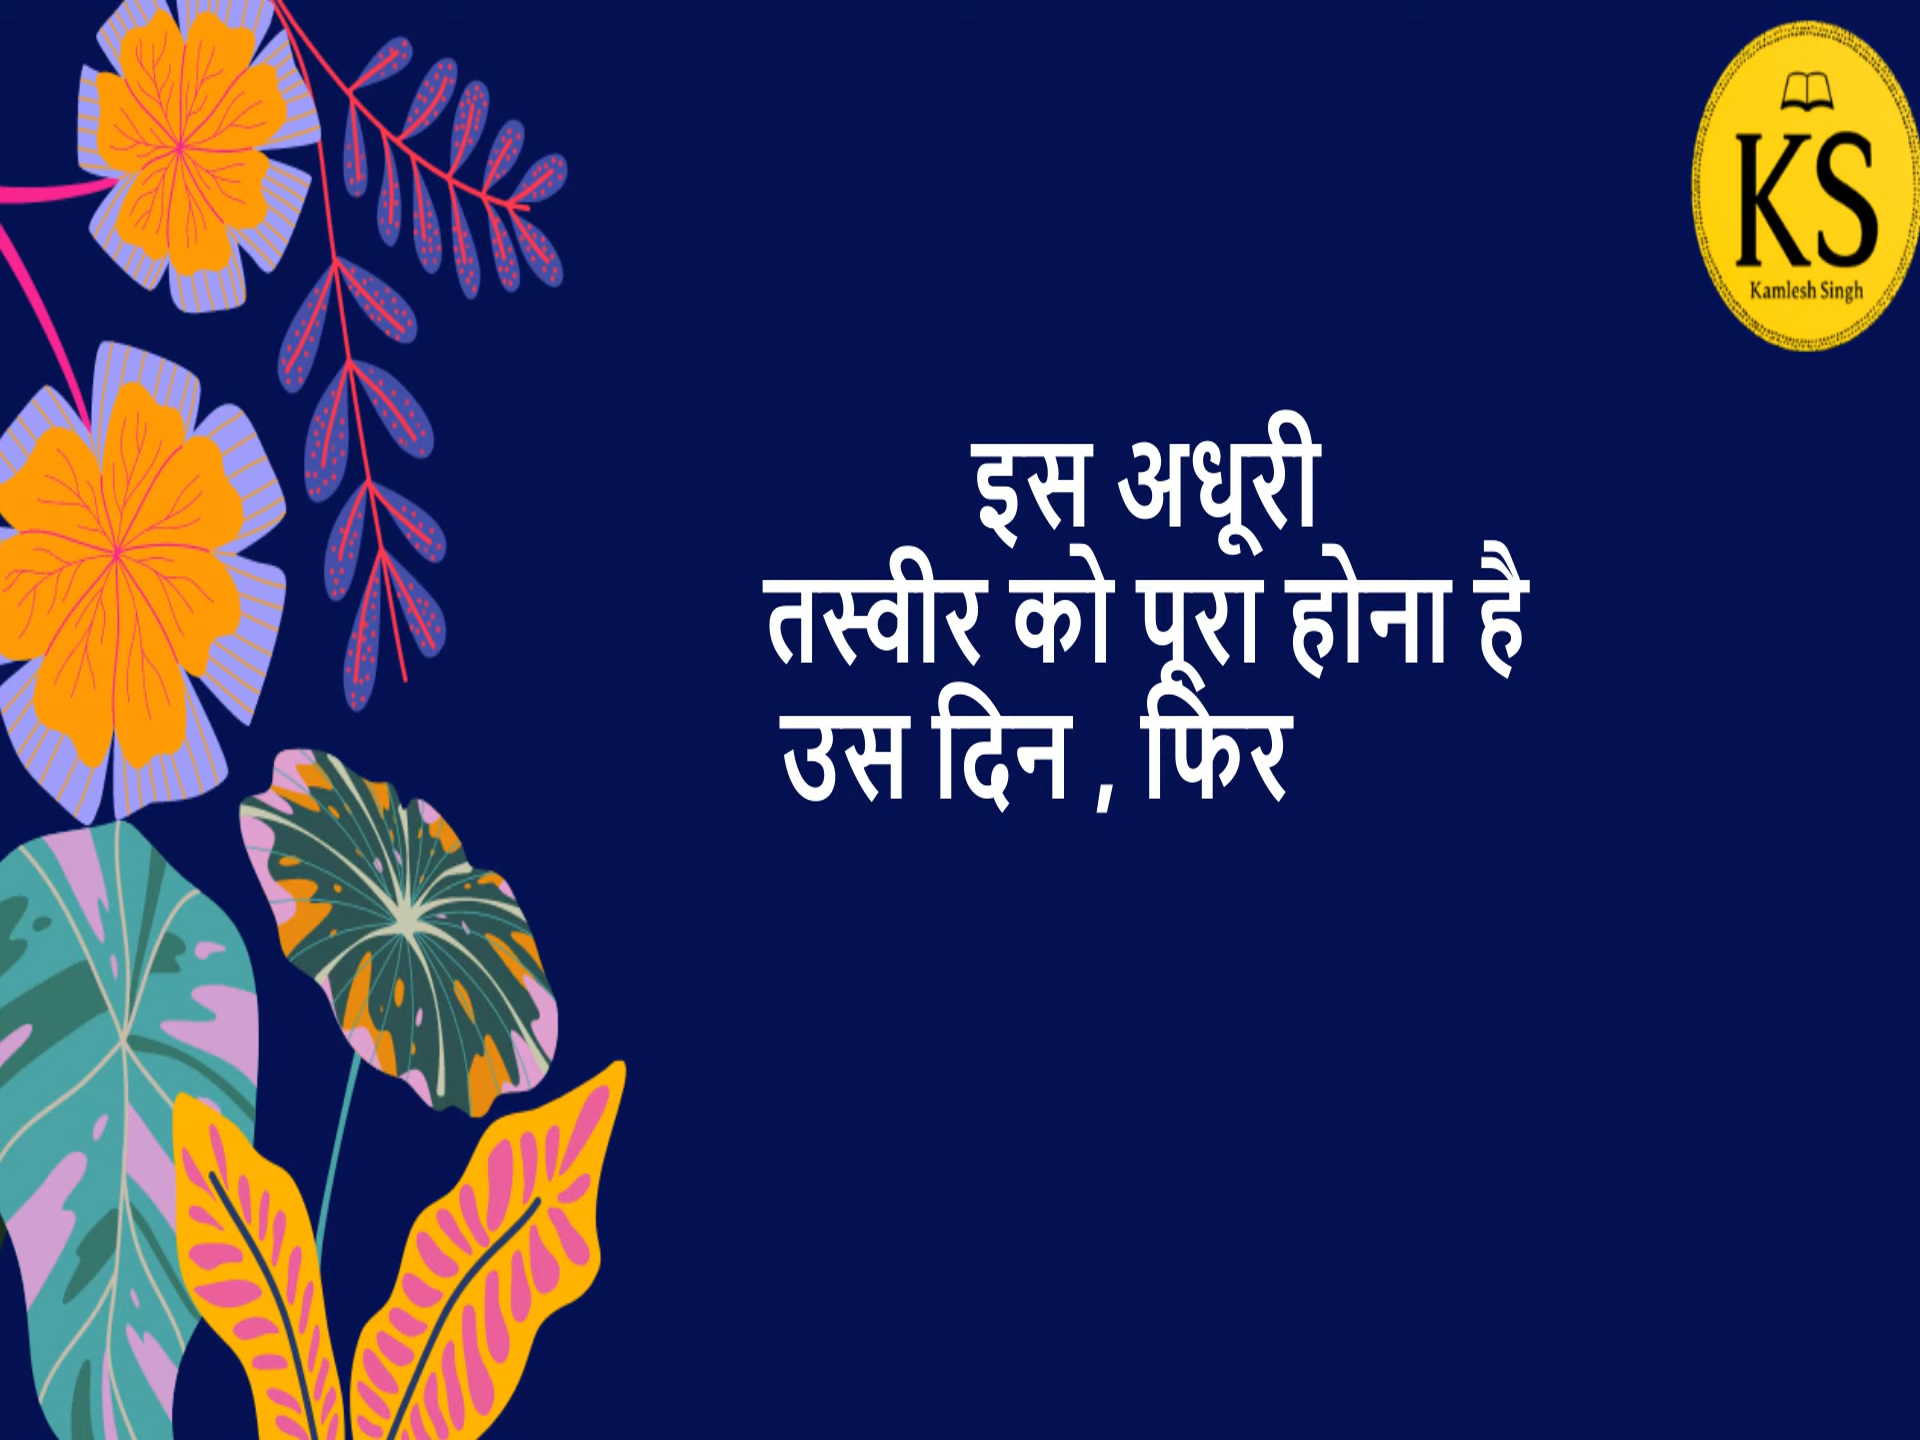 KS
Kamlesh Singh
इस अधूरी
तस्वीर को पूरा होना है
उस दिन , फिर